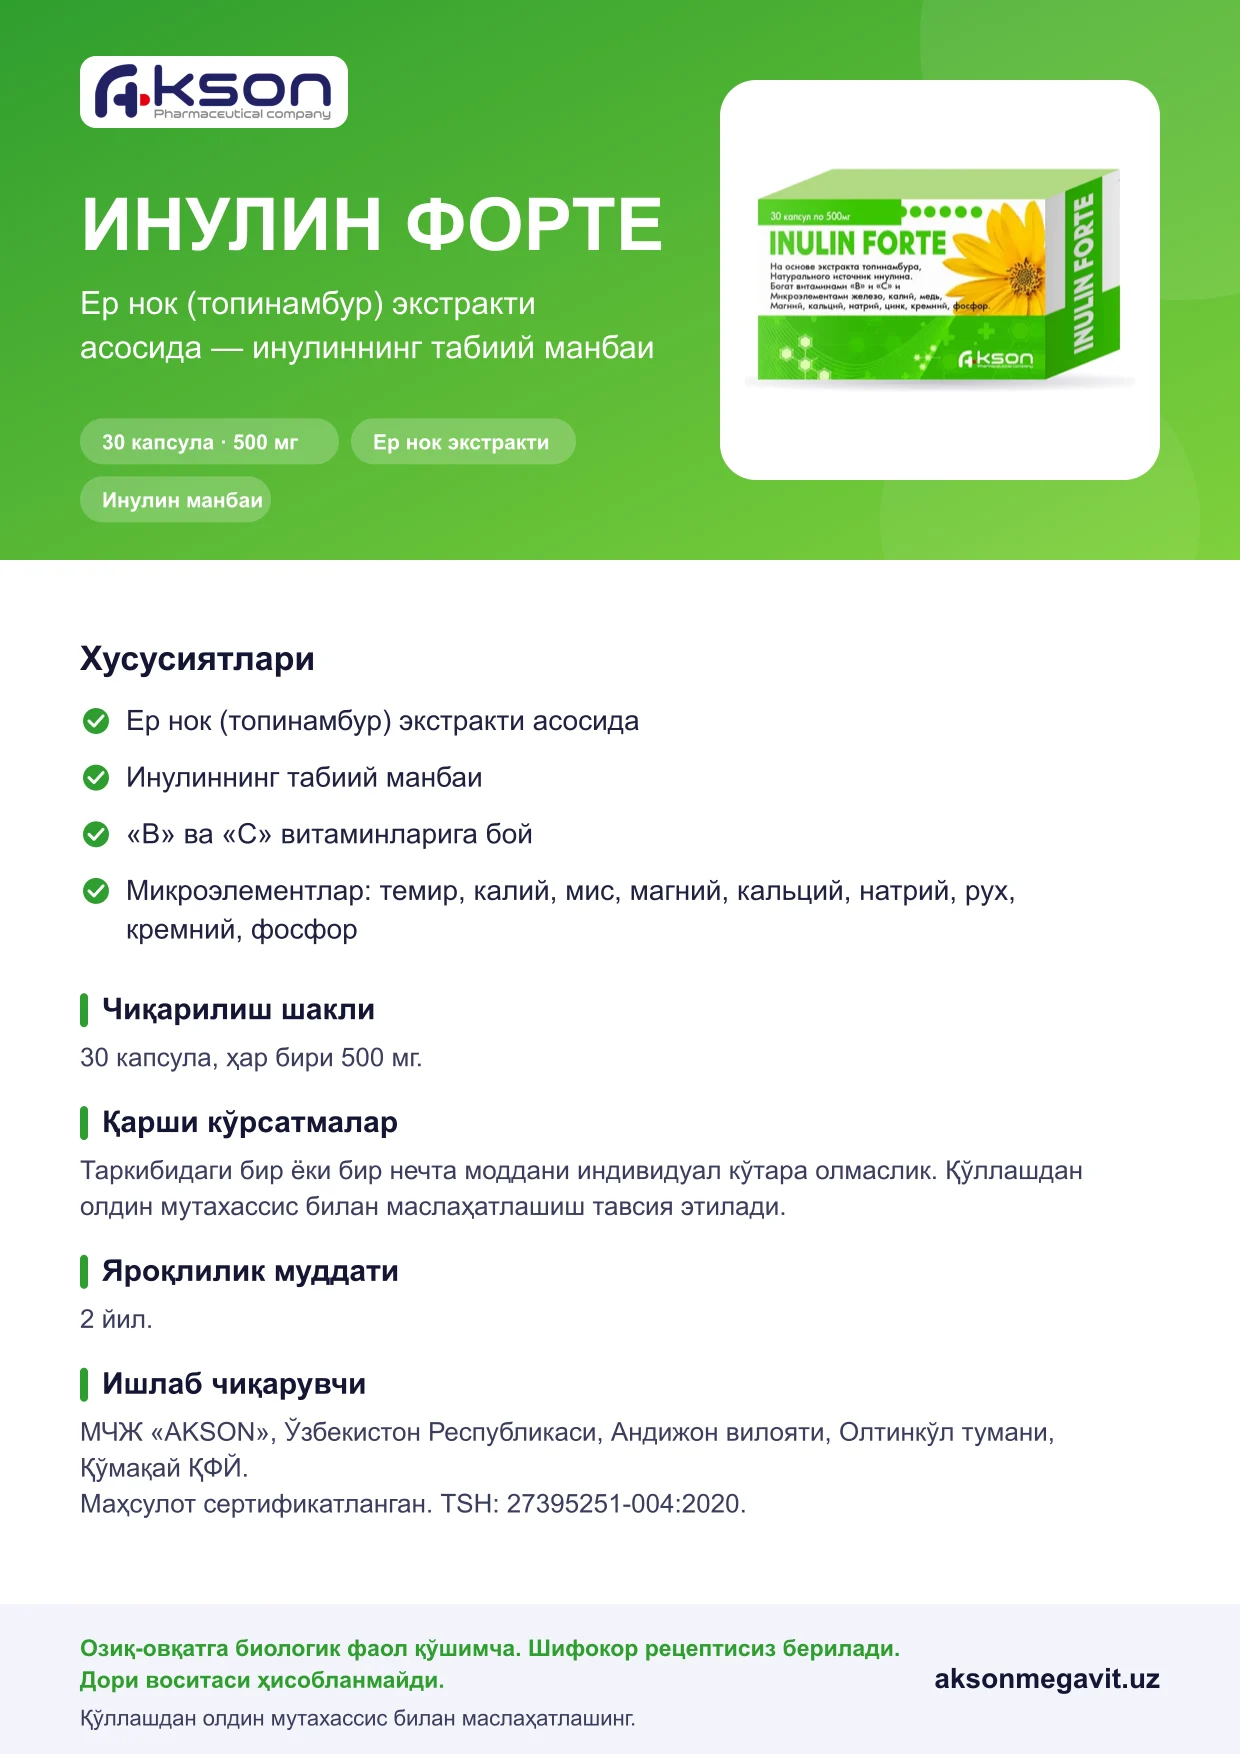 Akson
Pharmaceutical company
ИНУЛИН ФОРТЕ
Ер нок (топинамбур) экстракти
асосида — инулиннинг табиий манбаи
30 капсула · 500 мг
Ер нок экстракти
Инулин манбаи
30 капсул по 500мг
INULIN FORTE
На основе экстракта топинамбура,
Натурального источник инулина.
Богат витаминами «В» и «С» и
Микроэлементами железо, калий, медь,
Магний, кальций, натрий, цинк, кремний, фосфор.
Akson
Pharmaceutical company
INULIN FORTE
Хусусиятлари
Ер нок (топинамбур) экстракти асосида
Инулиннинг табиий манбаи
«В» ва «С» витаминларига бой
Микроэлементлар: темир, калий, мис, магний, кальций, натрий, рух,
кремний, фосфор
Чиқарилиш шакли
30 капсула, ҳар бири 500 мг.
Қарши кўрсатмалар
Таркибидаги бир ёки бир нечта моддани индивидуал кўтара олмаслик. Қўллашдан
олдин мутахассис билан маслаҳатлашиш тавсия этилади.
Яроқлилик муддати
2 йил.
Ишлаб чиқарувчи
МЧЖ «AKSON», Ўзбекистон Республикаси, Андижон вилояти, Олтинкўл тумани,
Қўмақай ҚФЙ.
Маҳсулот сертификатланган. TSH: 27395251-004:2020.
Озиқ-овқатга биологик фаол қўшимча. Шифокор рецептисиз берилади.
Дори воситаси ҳисобланмайди.
Қўллашдан олдин мутахассис билан маслаҳатлашинг.
aksonmegavit.uz